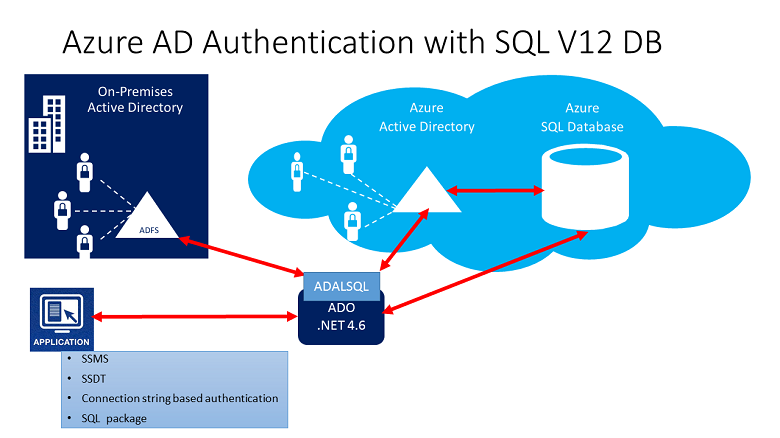 Azure AD Authentication with SQL V12 DB
On-Premises
Active Directory
ADFS
Azure
Active Directory
Azure
SQL Database
ADALSQL
ADO
.NET 4.6
APPLICATION
• SSMS
• SSDT
• Connection string based authentication
• SQL package